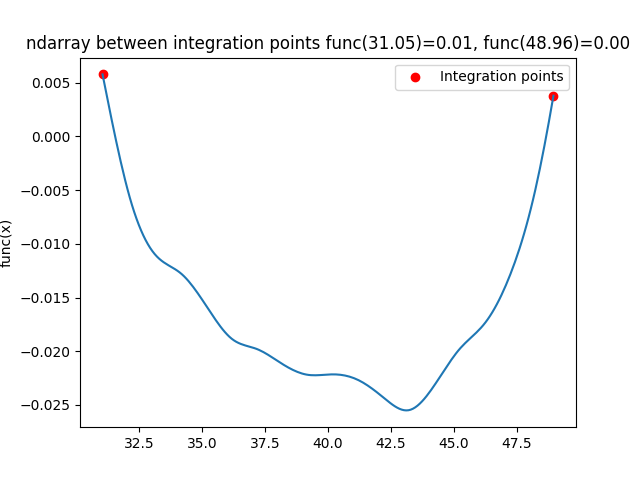 ndarray between integration points func(31.05)=0.01, func(48.96)=0.00
Integration points
func(x)
0.005
0.000
−0.005
−0.010
−0.015
−0.020
−0.025
32.5 35.0 37.5 40.0 42.5 45.0 47.5